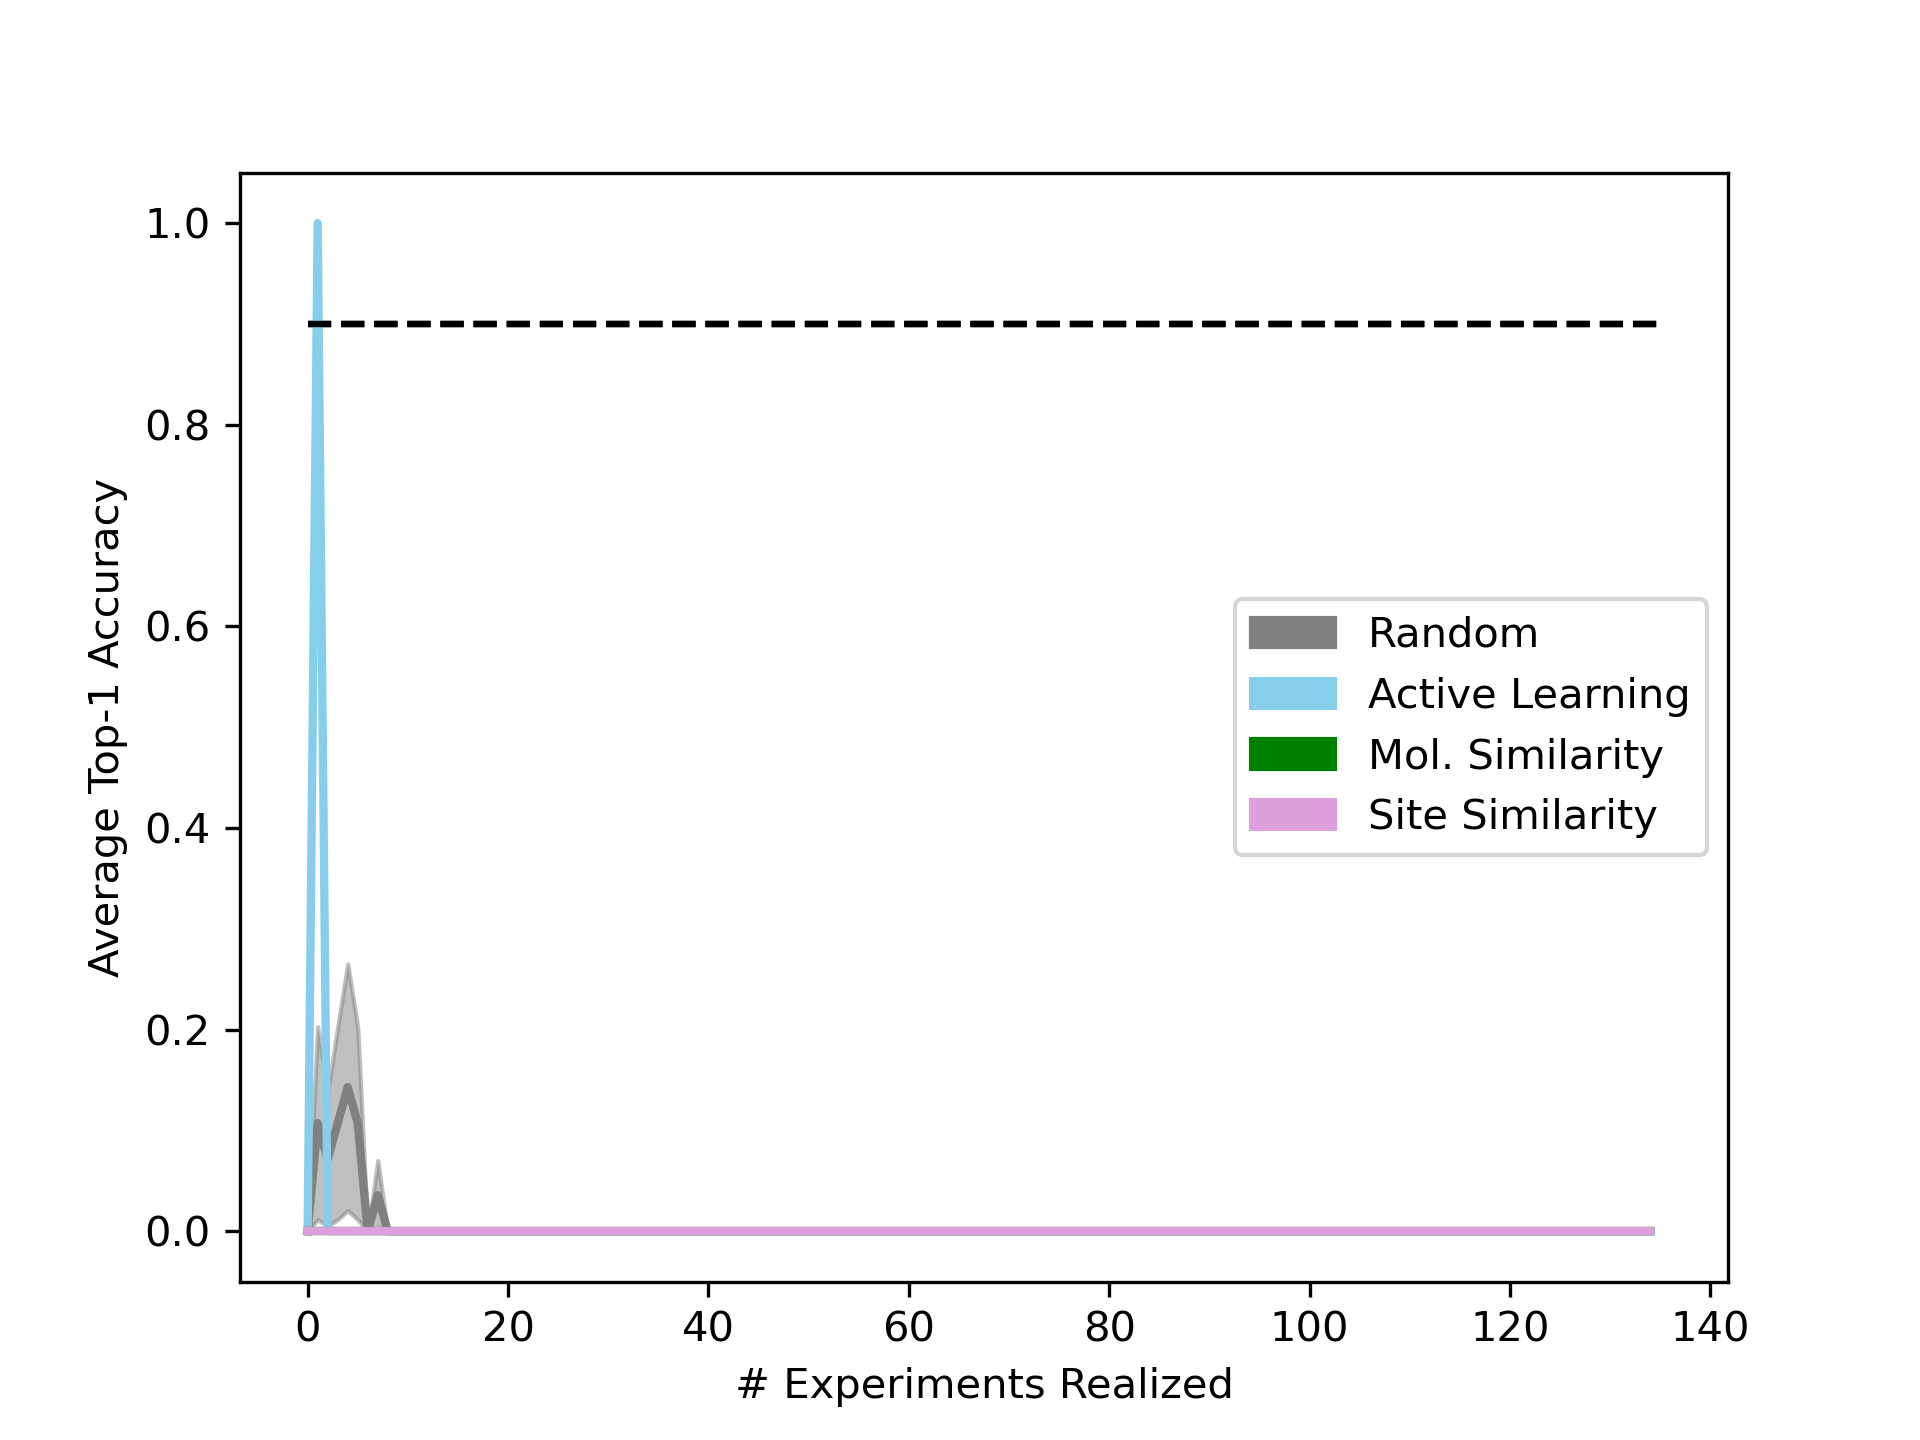 1.0
0.8
0.6
0.4
0.2
0.0
Average Top-1 Accuracy
Random
Active Learning
Mol. Similarity
Site Similarity
0 20 40 60 80 100 120 140
# Experiments Realized